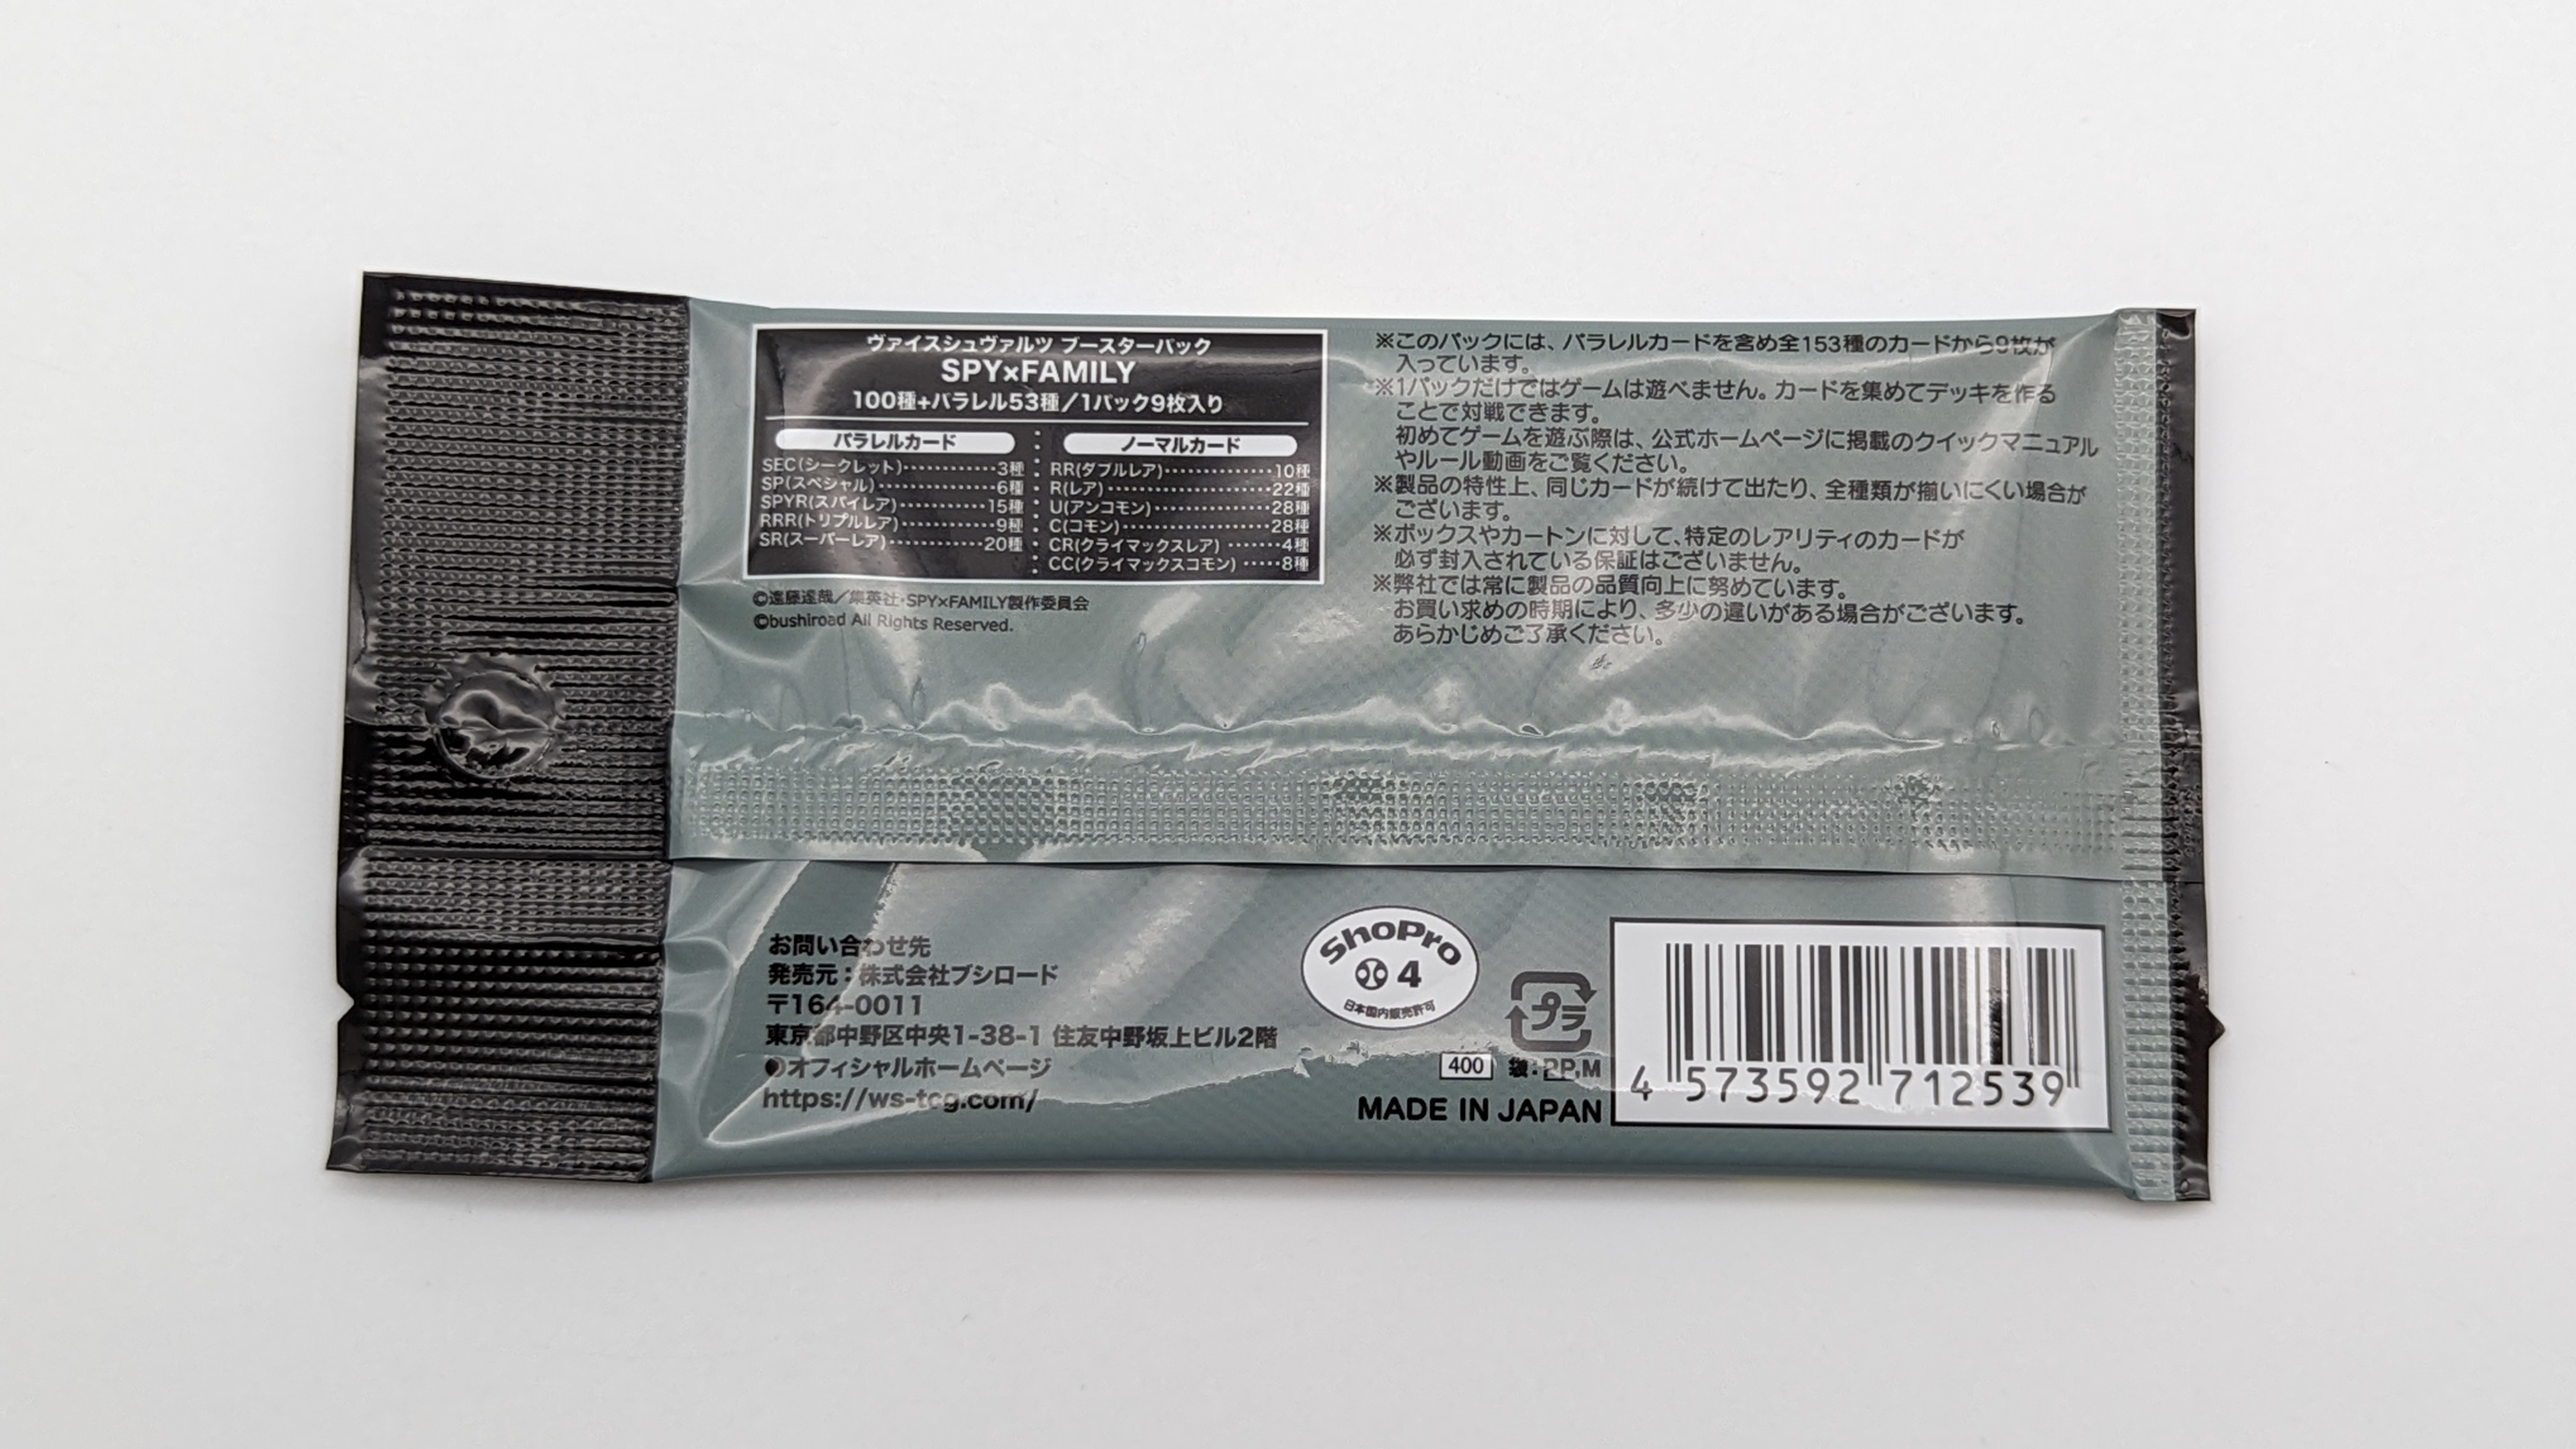 ヴァイスシュヴァルツ ブースターパック
SPY×FAMILY
100種+パラレル53種/1パック9枚入り
パラレルカード
SEC(シークレット)············3種
SP(スペシャル)···············6種
SPYR(スパイレア)············15種
RRR(トリプルレア)············9種
SR(スーパーレア)············20種
ノーマルカード
RR(ダブルレア)··············10種
R(レア)·····················22種
U(アンコモン)···············28種
C(コモン)···················28種
CR(クライマックスレア)·······4種
CC(クライマックスコモン)·····8種
©遠藤達哉/集英社・SPY×FAMILY製作委員会
©bushiroad All Rights Reserved.
※このパックには、パラレルカードを含め全153種のカードから9枚が
入っています。
※1パックだけではゲームは遊べません。カードを集めてデッキを作る
ことで対戦できます。
初めてゲームを遊ぶ際は、公式ホームページに掲載のクイックマニュアル
やルール動画をご覧ください。
※製品の特性上、同じカードが続けて出たり、全種類が揃いにくい場合が
ございます。
※ボックスやカートンに対して、特定のレアリティのカードが
必ず封入されている保証はございません。
※弊社では常に製品の品質向上に努めています。
お買い求めの時期により、多少の違いがある場合がございます。
あらかじめご了承ください。
お問い合わせ先
発売元:株式会社ブシロード
〒164-0011
東京都中野区中央1-38-1 住友中野坂上ビル2階
●オフィシャルホームページ
https://ws-tcg.com/
ShoPro
4
日本国内販売許可
プラ
400 袋:PP,M
MADE IN JAPAN
4 573592 712539